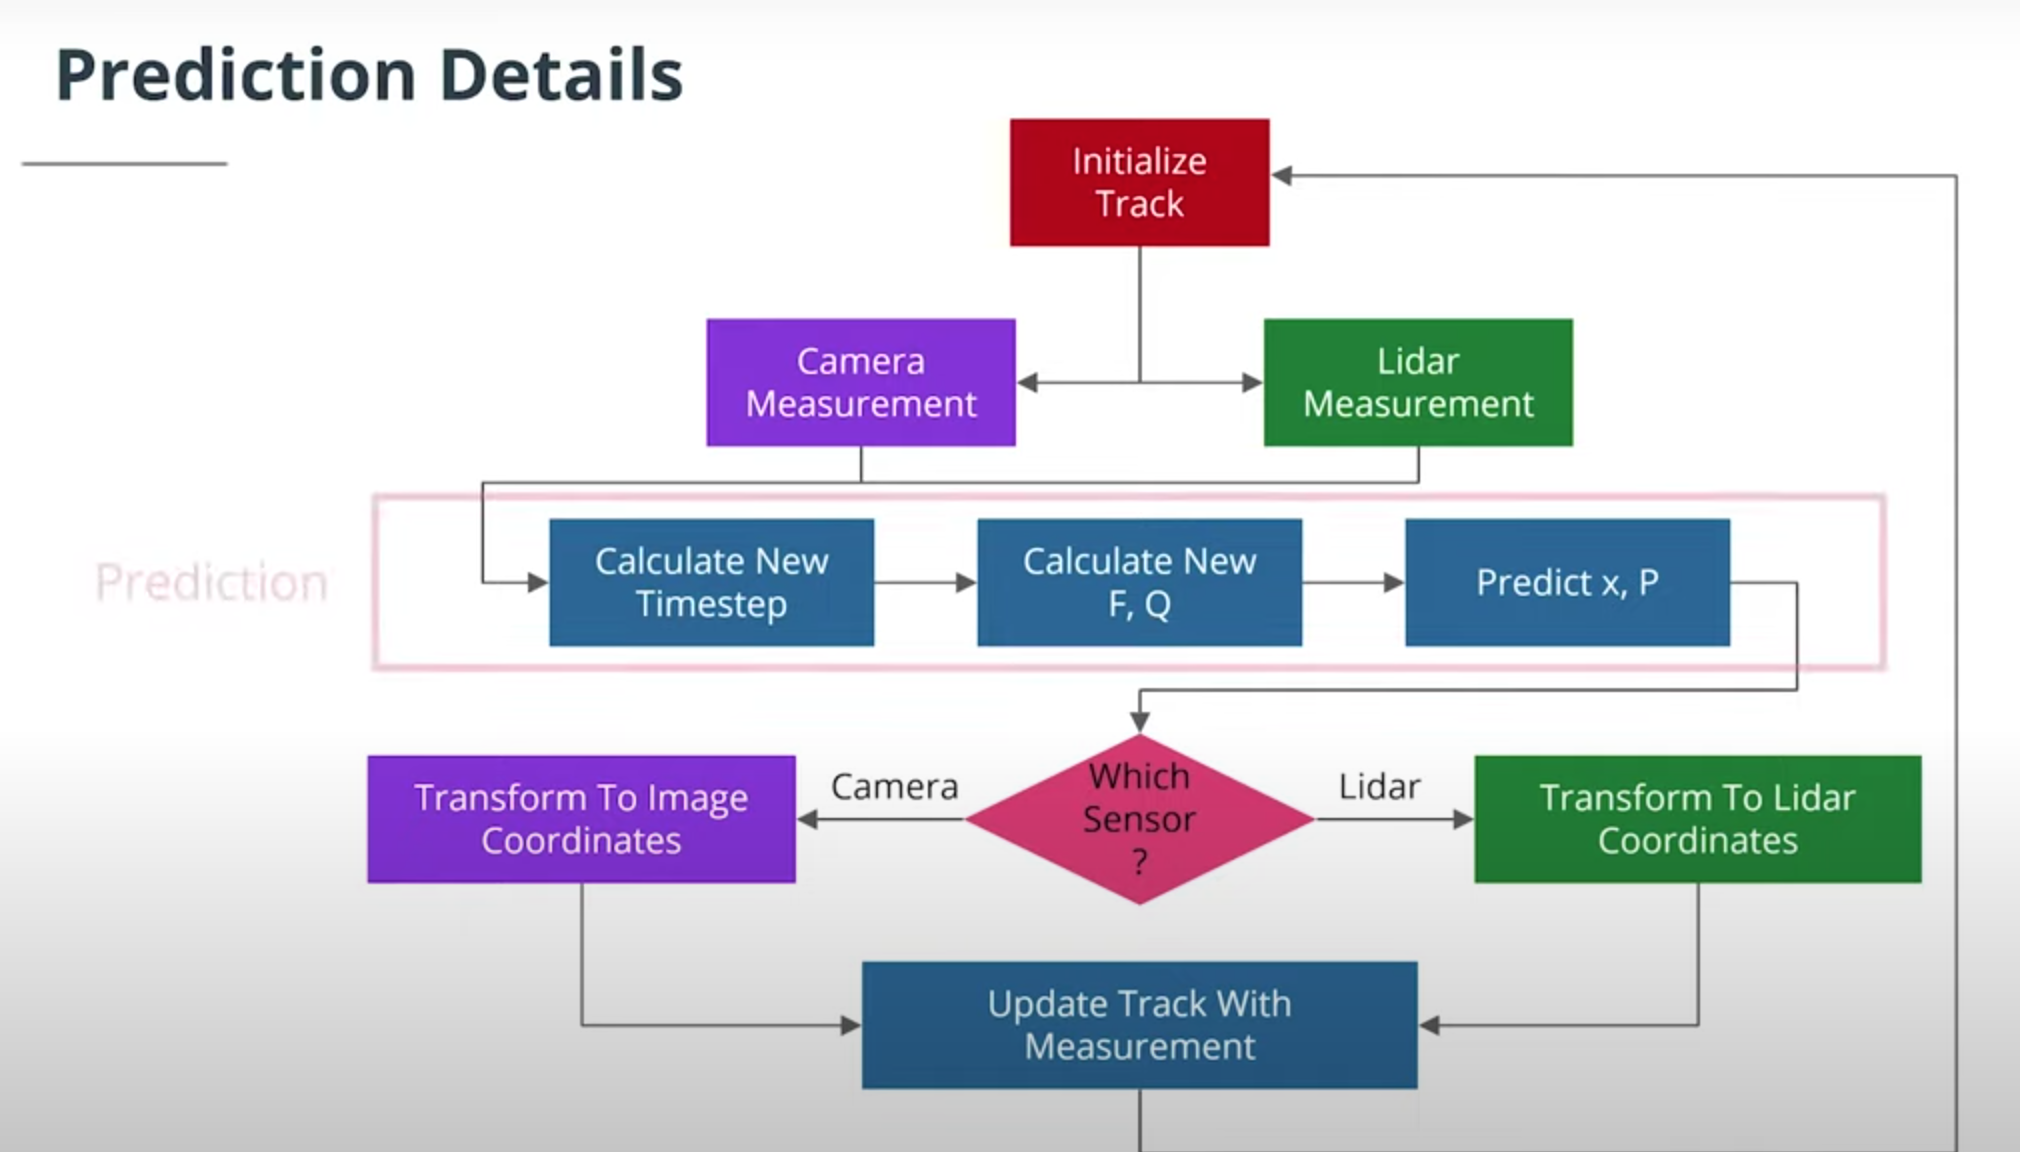 Prediction Details
Initialize
Track
Camera
Measurement
Lidar
Measurement
Prediction
Calculate New
Timestep
Calculate New
F, Q
Predict x, P
Transform To Image
Coordinates
Camera
Which
Sensor
?
Lidar
Transform To Lidar
Coordinates
Update Track With
Measurement